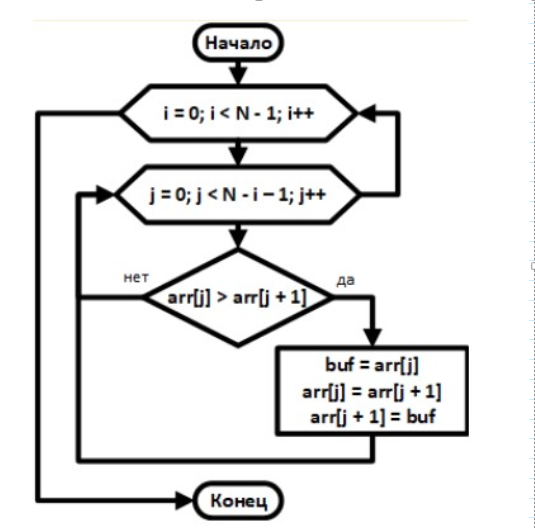 Начало
i = 0; i < N - 1; i++
j = 0; j < N - i – 1; j++
нет
да
arr[j] > arr[j + 1]
buf = arr[j]
arr[j] = arr[j + 1]
arr[j + 1] = buf
Конец